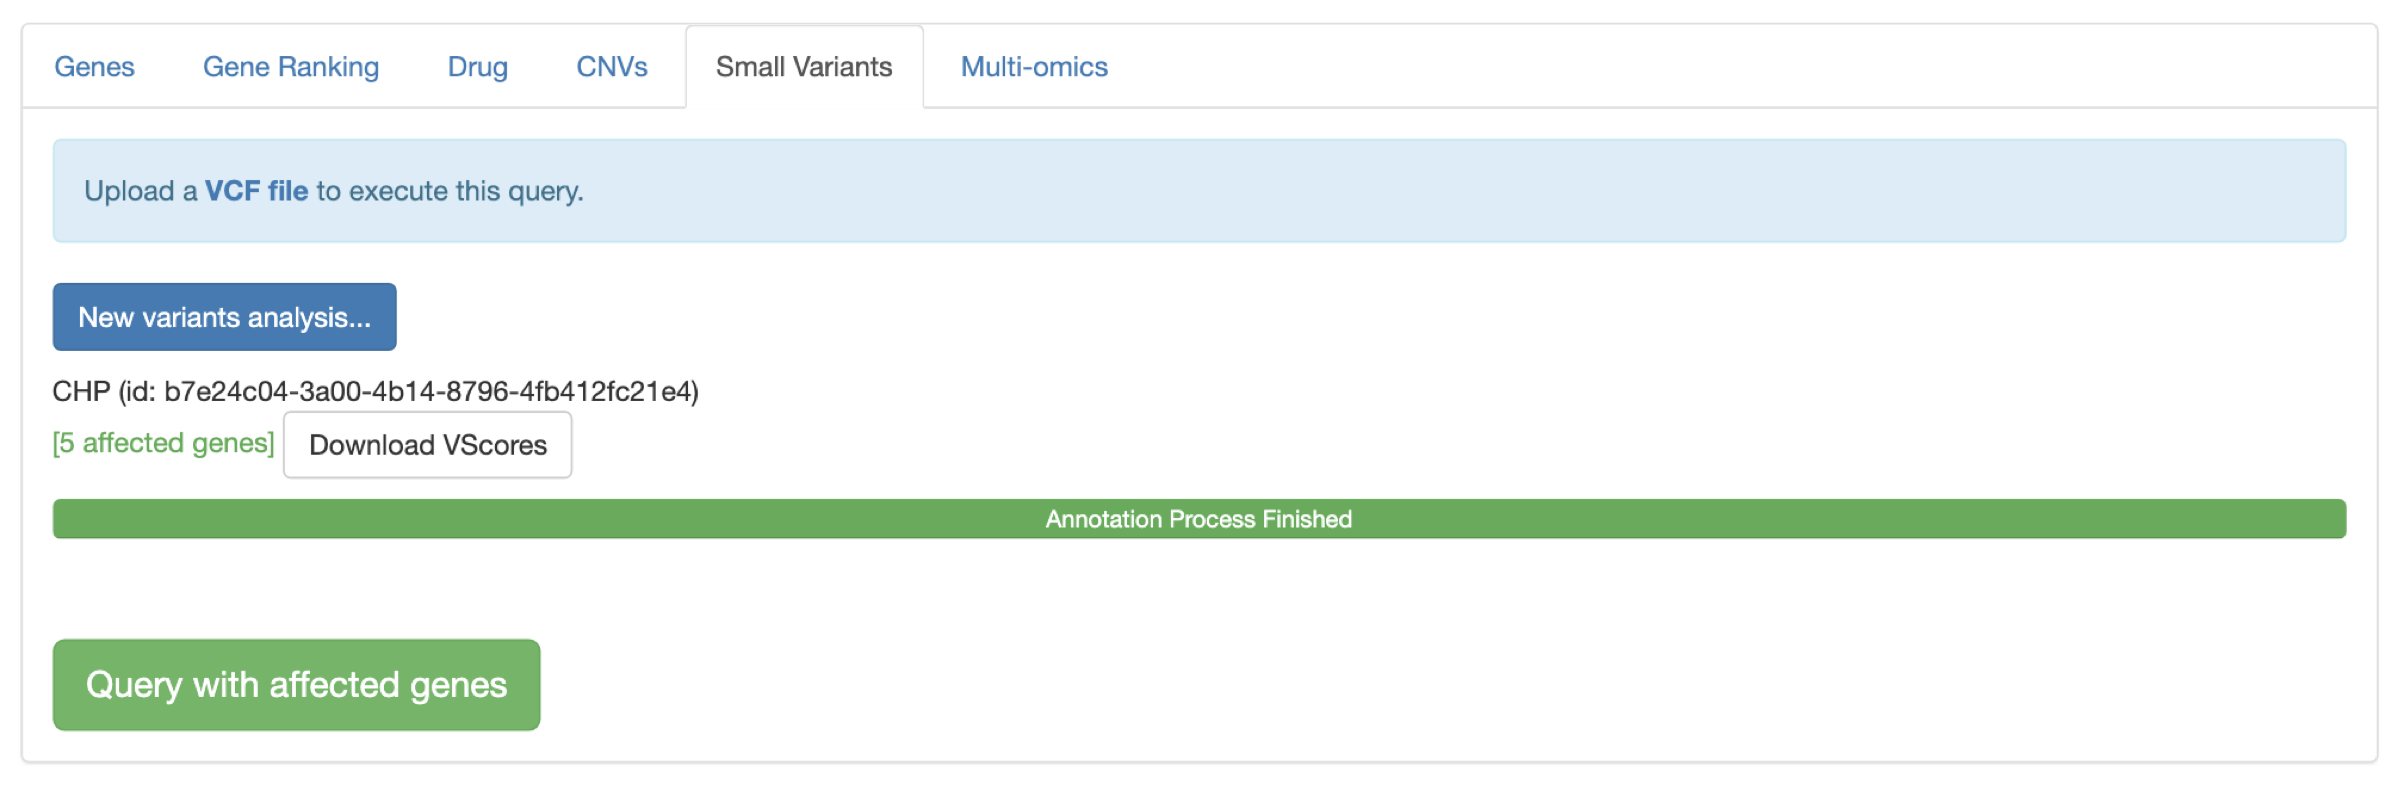 Genes Gene Ranking Drug CNVs Small Variants Multi-omics
Upload a VCF file to execute this query.
New variants analysis...
CHP (id: b7e24c04-3a00-4b14-8796-4fb412fc21e4)
[5 affected genes] Download VScores
Annotation Process Finished
Query with affected genes